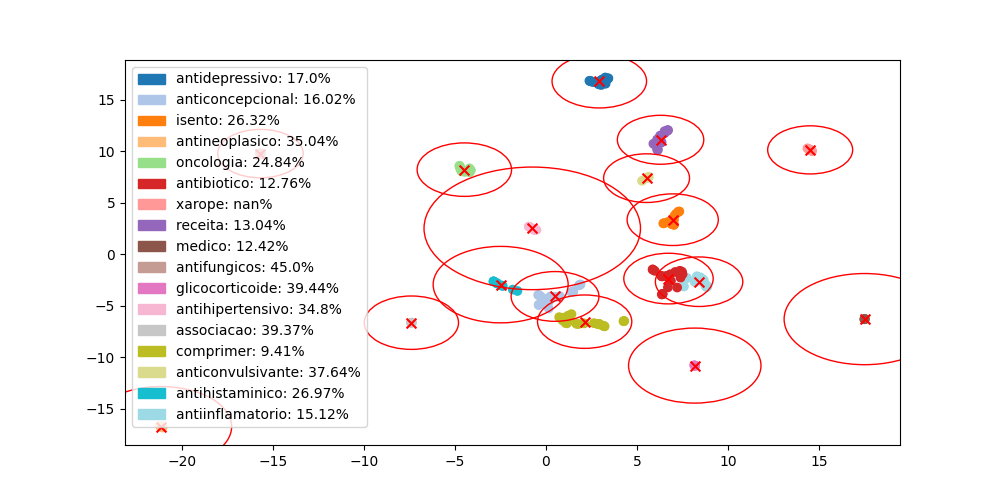 antidepressivo: 17.0%
anticoncepcional: 16.02%
isento: 26.32%
antineoplasico: 35.04%
oncologia: 24.84%
antibiotico: 12.76%
xarope: nan%
receita: 13.04%
medico: 12.42%
antifungicos: 45.0%
glicocorticoide: 39.44%
antihipertensivo: 34.8%
associacao: 39.37%
comprimer: 9.41%
anticonvulsivante: 37.64%
antihistaminico: 26.97%
antiinflamatorio: 15.12%
15
10
5
0
−5
−10
−15
−20 −15 −10 −5 0 5 10 15